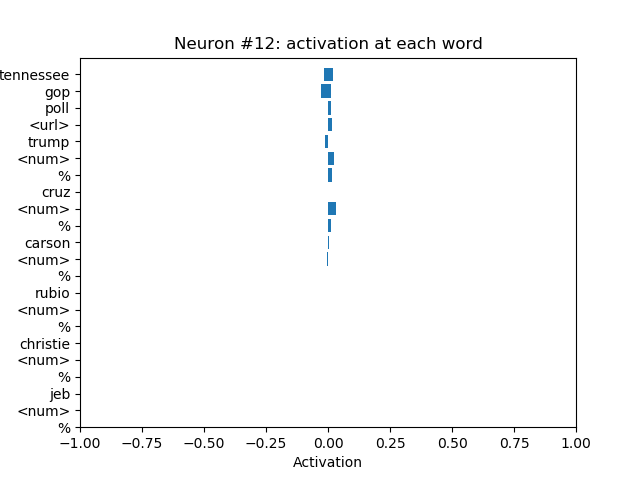 Neuron #12: activation at each word
tennessee
gop
poll
<url>
trump
<num>
%
cruz
<num>
%
carson
<num>
%
rubio
<num>
%
christie
<num>
%
jeb
<num>
%
−1.00 −0.75 −0.50 −0.25 0.00 0.25 0.50 0.75 1.00
Activation